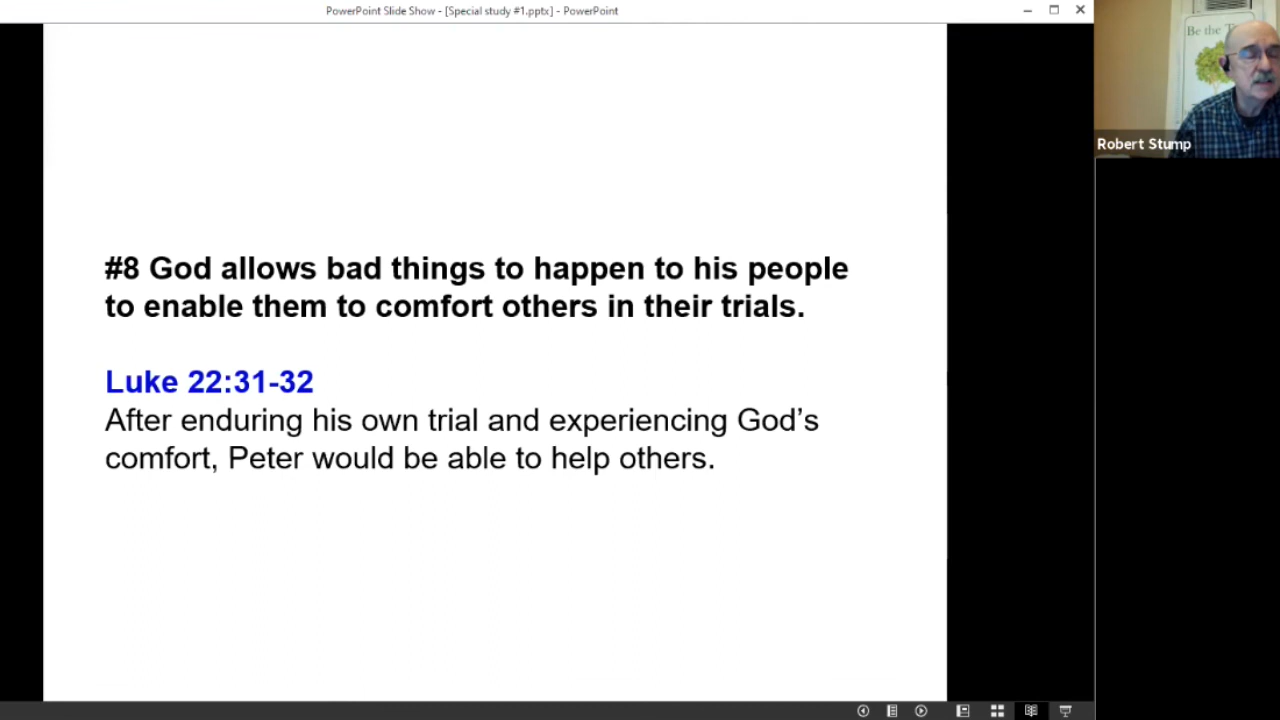 PowerPoint Slide Show - [Special study #1.pptx] - PowerPoint
Be the
Robert Stump
#8 God allows bad things to happen to his people
to enable them to comfort others in their trials.
Luke 22:31-32
After enduring his own trial and experiencing God’s
comfort, Peter would be able to help others.